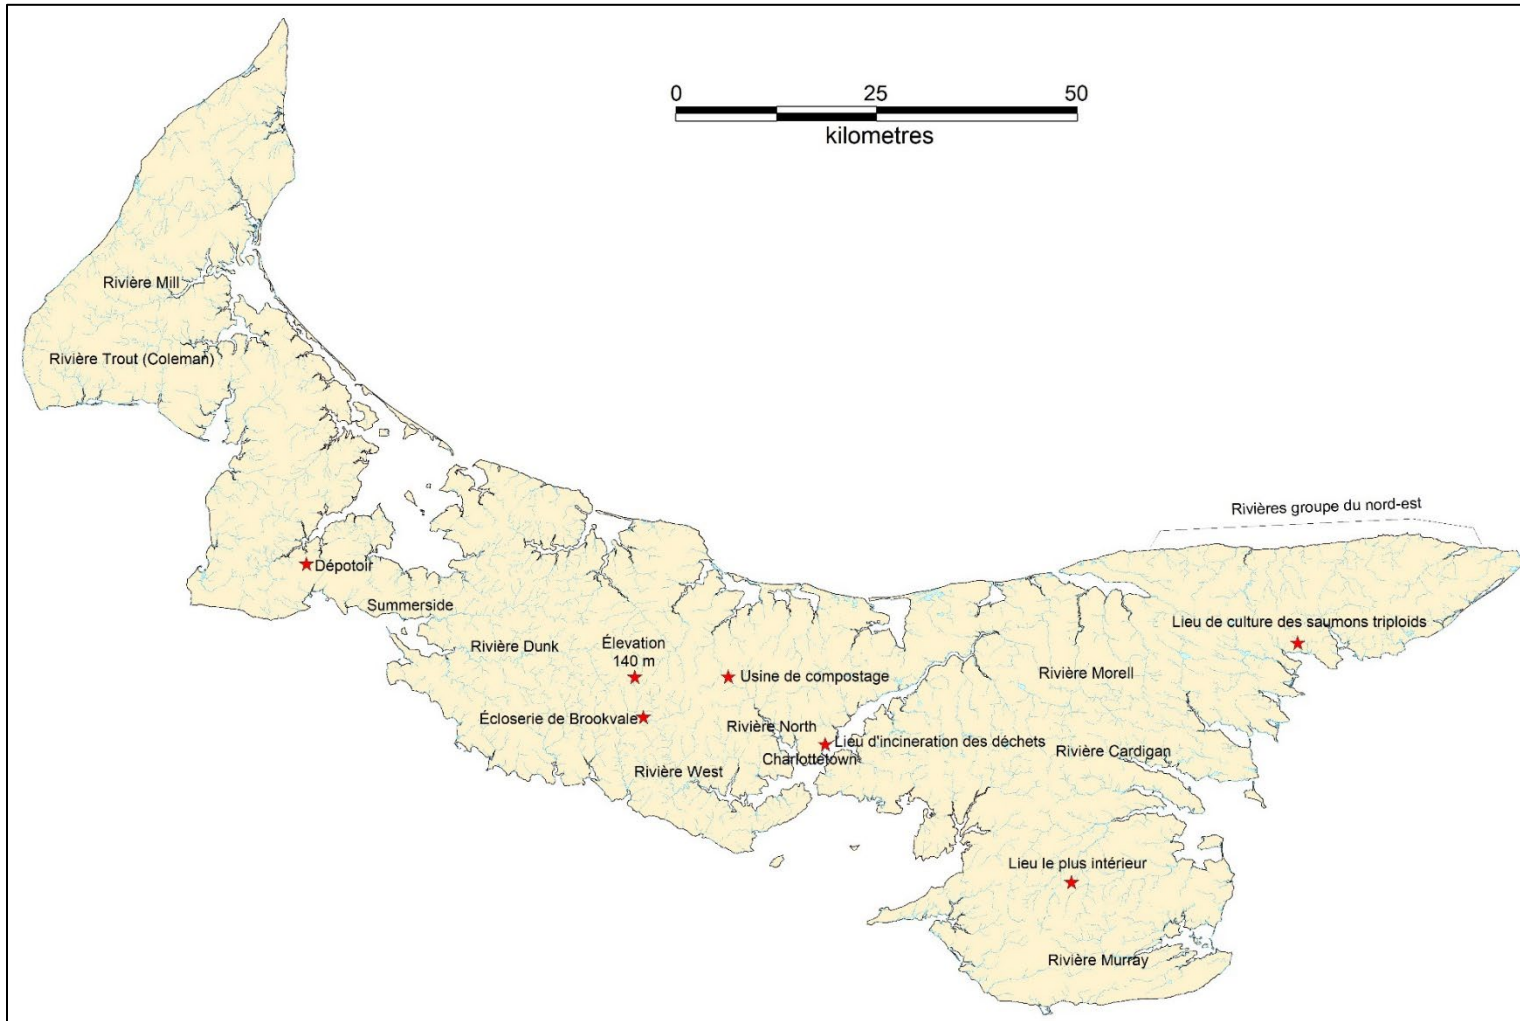 0 25 50
kilometres
Rivière Mill
Rivière Trout (Coleman)
Rivières groupe du nord-est
Dépotoir
Summerside
Lieu de culture des saumons triploids
Rivière Dunk
Élevation
140 m
Usine de compostage
Rivière Morell
Écloserie de Brookvale
Rivière North
Lieu d'incineration des déchets
Charlottetown
Rivière Cardigan
Rivière West
Lieu le plus intérieur
Rivière Murray